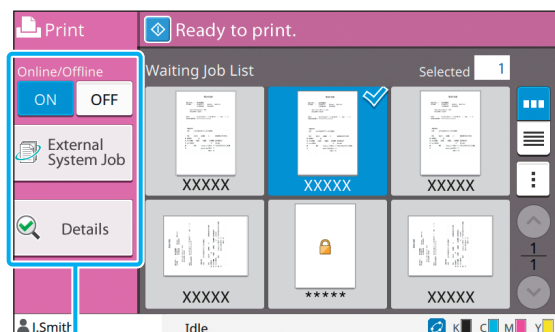 Print
Ready to print.
Online/Offline
ON OFF
External
System Job
Details
Waiting Job List
Selected 1
XXXXX XXXXX XXXXX
XXXXX ***** XXXXX
1
1
J.Smith
Idle
K C M Y